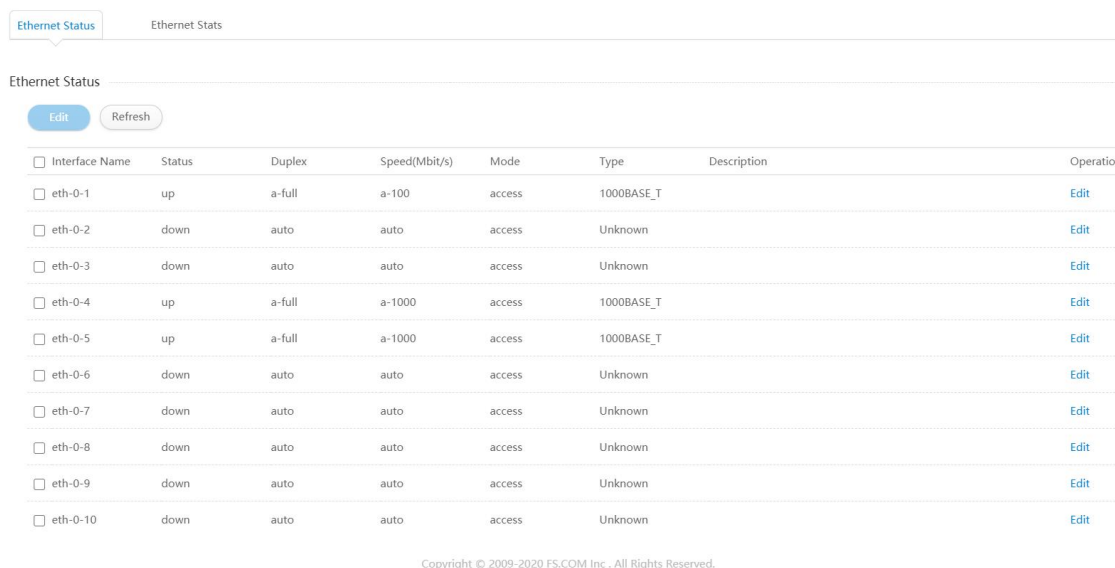 Ethernet Status Ethernet Stats
Ethernet Status
Edit Refresh
Interface Name Status Duplex Speed(Mbit/s) Mode Type Description Operatio
eth-0-1 up a-full a-100 access 1000BASE_T Edit
eth-0-2 down auto auto access Unknown Edit
eth-0-3 down auto auto access Unknown Edit
eth-0-4 up a-full a-1000 access 1000BASE_T Edit
eth-0-5 up a-full a-1000 access 1000BASE_T Edit
eth-0-6 down auto auto access Unknown Edit
eth-0-7 down auto auto access Unknown Edit
eth-0-8 down auto auto access Unknown Edit
eth-0-9 down auto auto access Unknown Edit
eth-0-10 down auto auto access Unknown Edit
Copyright © 2009-2020 FS.COM Inc . All Rights Reserved.